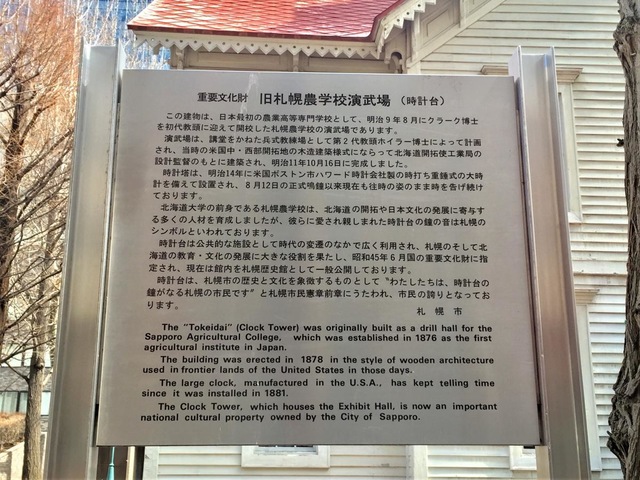 重要文化財 旧札幌農学校演武場 （時計台）
この建物は、日本最初の農業高等専門学校として、明治９年８月にクラーク博士
を初代教頭に迎えて開校した札幌農学校の演武場であります。
演武場は、講堂をかねた兵式教練場として第２代教頭ホイラー博士によって計画
され、当時の米国中・西部開拓地の木造建築様式にならって北海道開拓使工業局の
設計監督のもとに建築され、明治11年10月16日に完成しました。
時計塔は、明治14年に米国ボストン市ハワード時計会社製の時打ち重錘式の大時
計を備えて設置され、８月12日の正式鳴鐘以来現在も往時の姿のまま時を告げ続け
ております。
北海道大学の前身である札幌農学校は、北海道の開拓や日本文化の発展に寄与す
る多くの人材を育成しましたが、彼らに愛され親しまれた時計台の鐘の音は札幌の
シンボルといわれております。
時計台は公共的な施設として時代の変遷のなかで広く利用され、札幌のそして北
海道の教育・文化の発展に大きな役割を果たし、昭和45年６月国の重要文化財に指
定され、現在は館内を札幌歴史館として一般公開しております。
時計台は、札幌市の歴史と文化を象徴するものとして〝わたしたちは、時計台の
鐘がなる札幌の市民です〟と札幌市民憲章前章にうたわれ、市民の誇りとなってお
ります。
札幌市
The "Tokeidai" (Clock Tower) was originally built as a drill hall for the
Sapporo Agricultural College, which was established in 1876 as the first
agricultural institute in Japan.
The building was erected in 1878 in the style of wooden architecture
used in frontier lands of the United States in those days.
The large clock, manufactured in the U.S.A., has kept telling time
since it was installed in 1881.
The Clock Tower, which houses the Exhibit Hall, is now an important
national cultural property owned by the City of Sapporo.